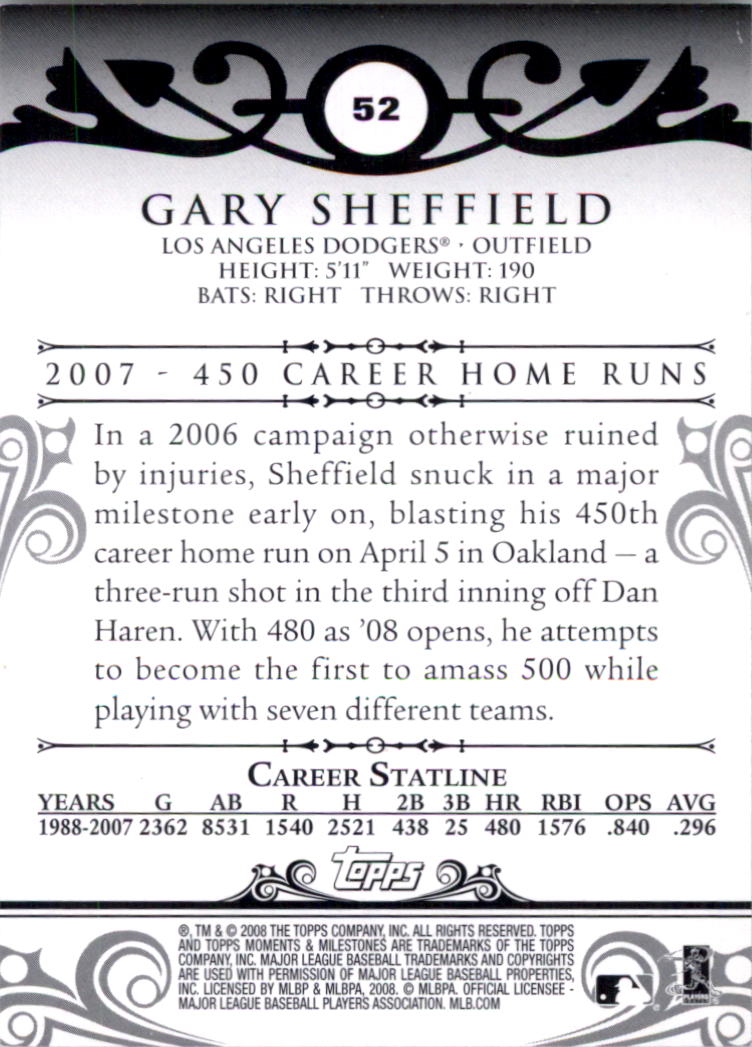 52
GARY SHEFFIELD
LOS ANGELES DODGERS® · OUTFIELD
HEIGHT: 5'11" WEIGHT: 190
BATS: RIGHT THROWS: RIGHT
2007 - 450 CAREER HOME RUNS
In a 2006 campaign otherwise ruined
by injuries, Sheffield snuck in a major
milestone early on, blasting his 450th
career home run on April 5 in Oakland – a
three-run shot in the third inning off Dan
Haren. With 480 as '08 opens, he attempts
to become the first to amass 500 while
playing with seven different teams.
CAREER STATLINE
YEARS G AB R H 2B 3B HR RBI OPS AVG
1988-2007 2362 8531 1540 2521 438 25 480 1576 .840 .296
Topps
®, TM & © 2008 THE TOPPS COMPANY, INC. ALL RIGHTS RESERVED. TOPPS
AND TOPPS MOMENTS & MILESTONES ARE TRADEMARKS OF THE TOPPS
COMPANY, INC. MAJOR LEAGUE BASEBALL TRADEMARKS AND COPYRIGHTS
ARE USED WITH PERMISSION OF MAJOR LEAGUE BASEBALL PROPERTIES,
INC. LICENSED BY MLBP & MLBPA, 2008. © MLBPA. OFFICIAL LICENSEE -
MAJOR LEAGUE BASEBALL PLAYERS ASSOCIATION. MLB.COM